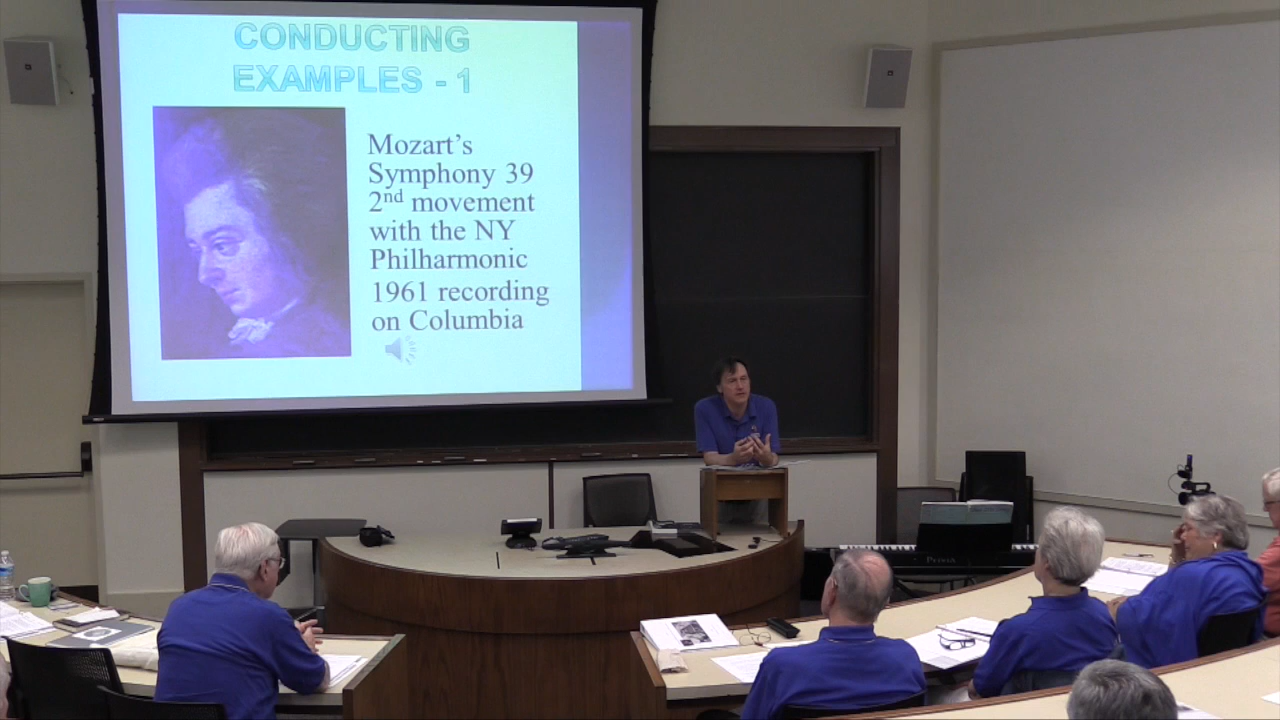 CONDUCTING
EXAMPLES - 1
Mozart's
Symphony 39
2nd movement
with the NY
Philharmonic
1961 recording
on Columbia